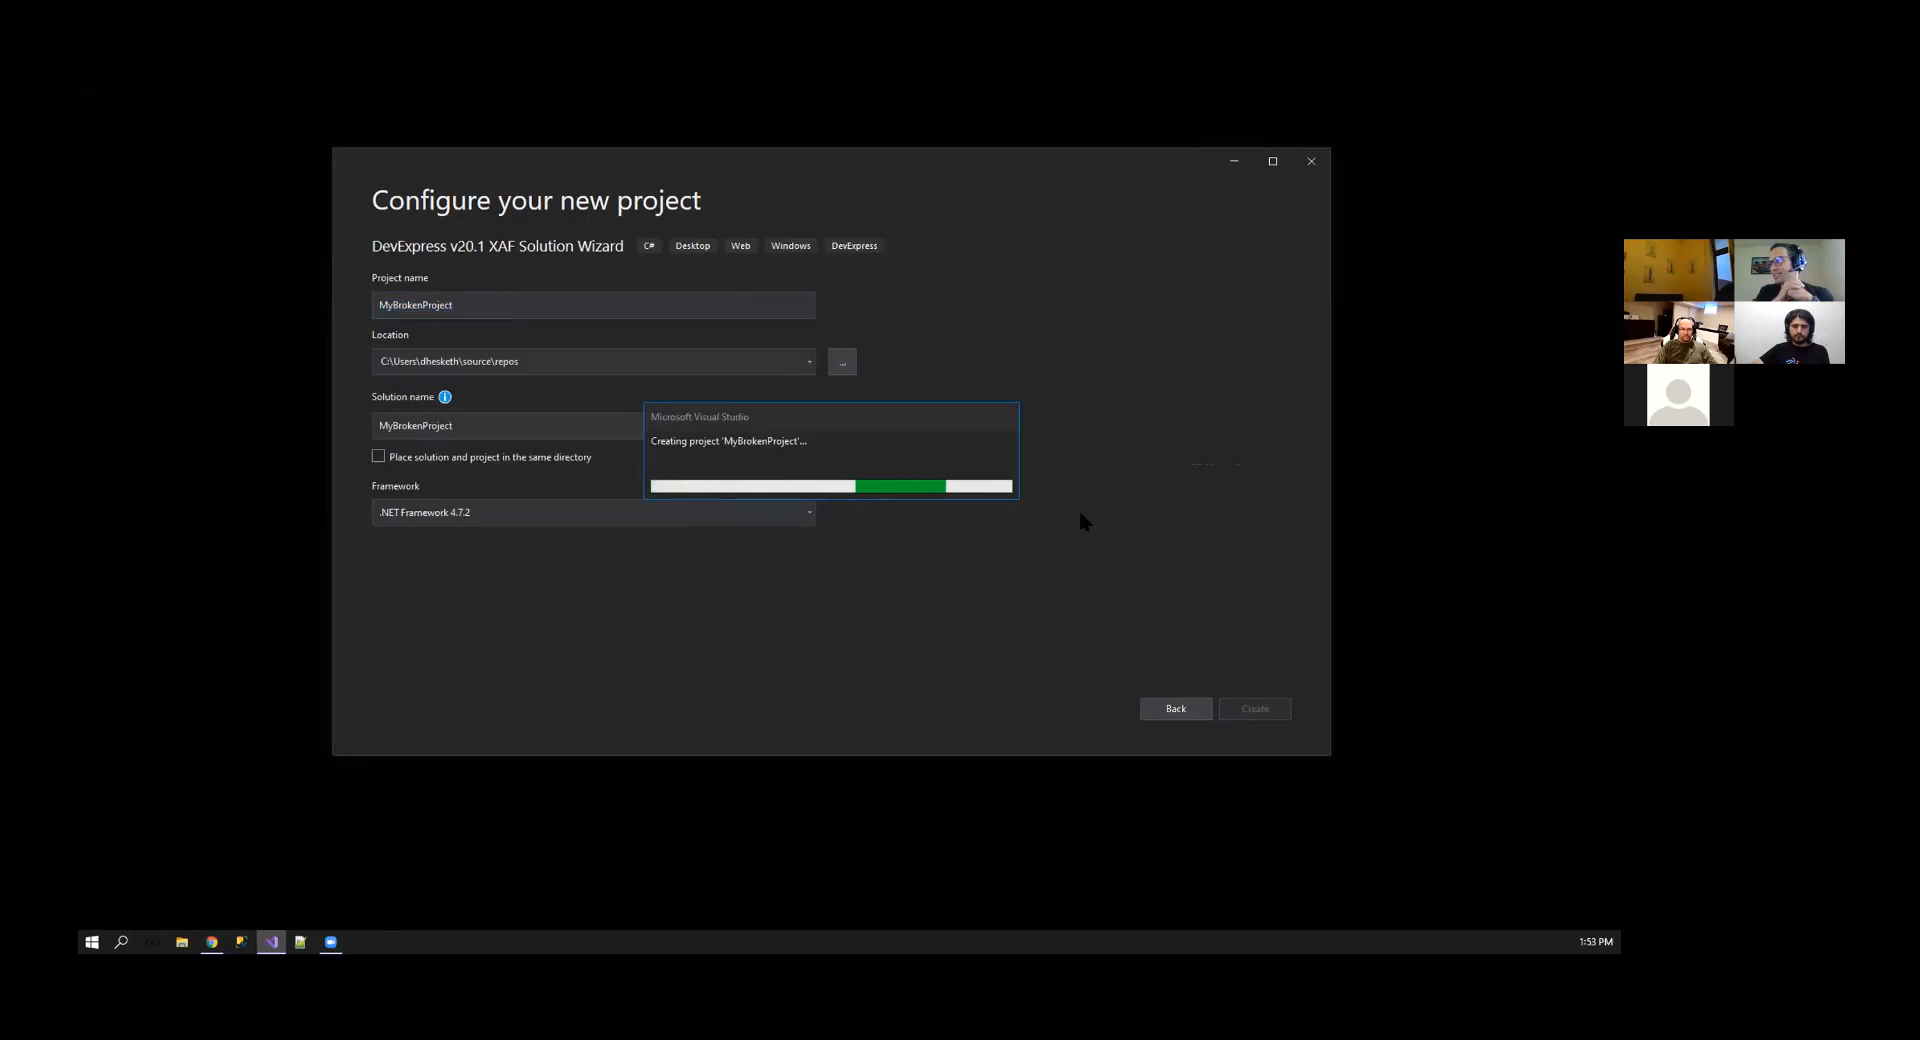 Configure your new project
DevExpress v20.1 XAF Solution Wizard C# Desktop Web Windows DevExpress
Project name
MyBrokenProject
Location
C:\Users\dhesketh\source\repos
...
Solution name
MyBrokenProject
Microsoft Visual Studio
Creating project 'MyBrokenProject'...
Place solution and project in the same directory
Framework
.NET Framework 4.7.2
Back Create
1:53 PM